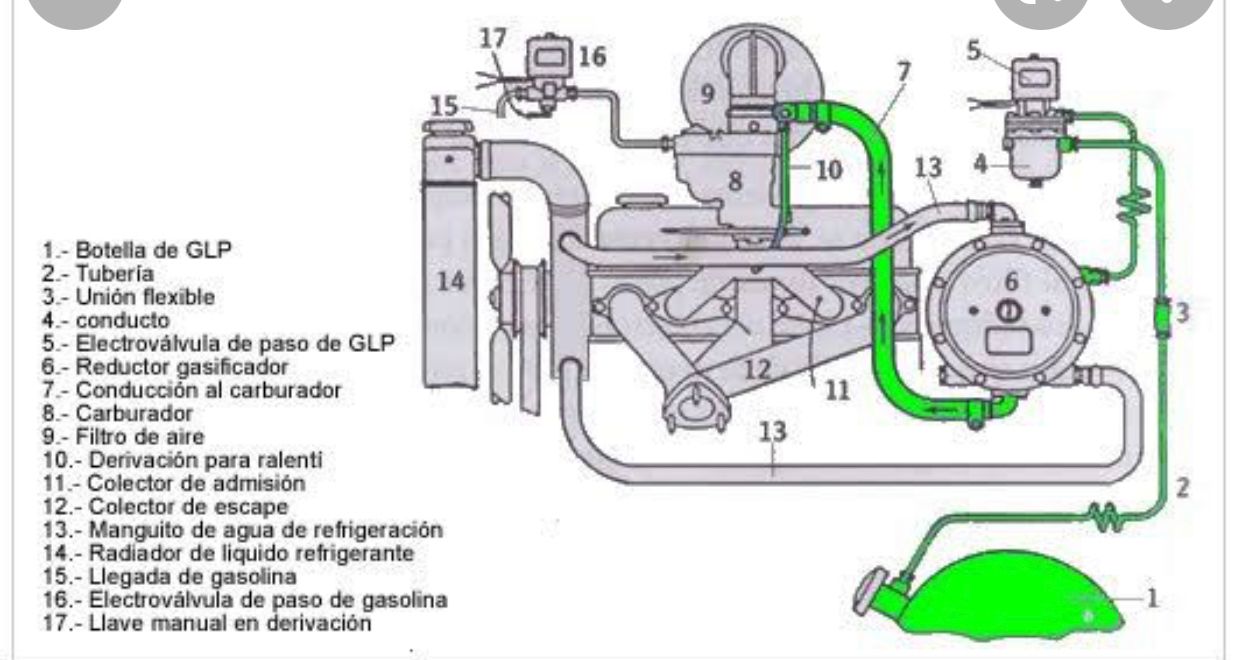 17
16
15
9
7
5
10
13
4
8
14
6
3
12
11
13
2
1
1.- Botella de GLP
2.- Tubería
3.- Unión flexible
4.- conducto
5.- Electroválvula de paso de GLP
6.- Reductor gasificador
7.- Conducción al carburador
8.- Carburador
9.- Filtro de aire
10.- Derivación para ralentí
11.- Colector de admisión
12.- Colector de escape
13.- Manguito de agua de refrigeración
14.- Radiador de liquido refrigerante
15.- Llegada de gasolina
16.- Electroválvula de paso de gasolina
17.- Llave manual en derivación